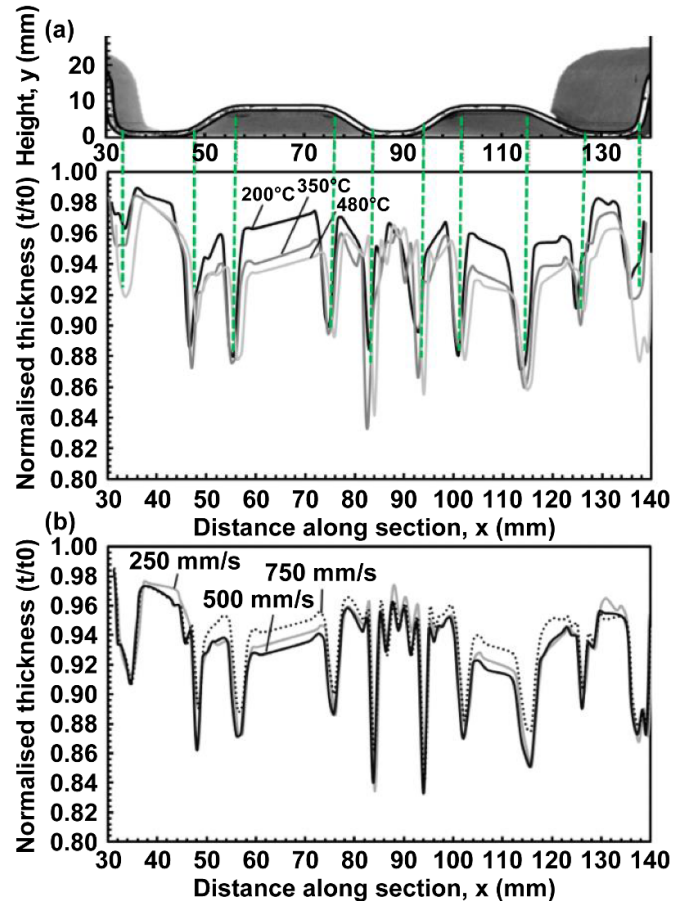 (a)
Height, y (mm)
20
10
0
30 50 70 90 110 130
Normalised thickness (t/t0)
0.98
0.96
0.94
0.92
0.90
0.88
0.86
0.84
0.82
0.80
200°C
350°C
480°C
30 40 50 60 70 80 90 100 110 120 130 140
Distance along section, x (mm)
(b)
Normalised thickness (t/t0)
1.00
0.98
0.96
0.94
0.92
0.90
0.88
0.86
0.84
0.82
0.80
250 mm/s
750 mm/s
500 mm/s
30 40 50 60 70 80 90 100 110 120 130 140
Distance along section, x (mm)